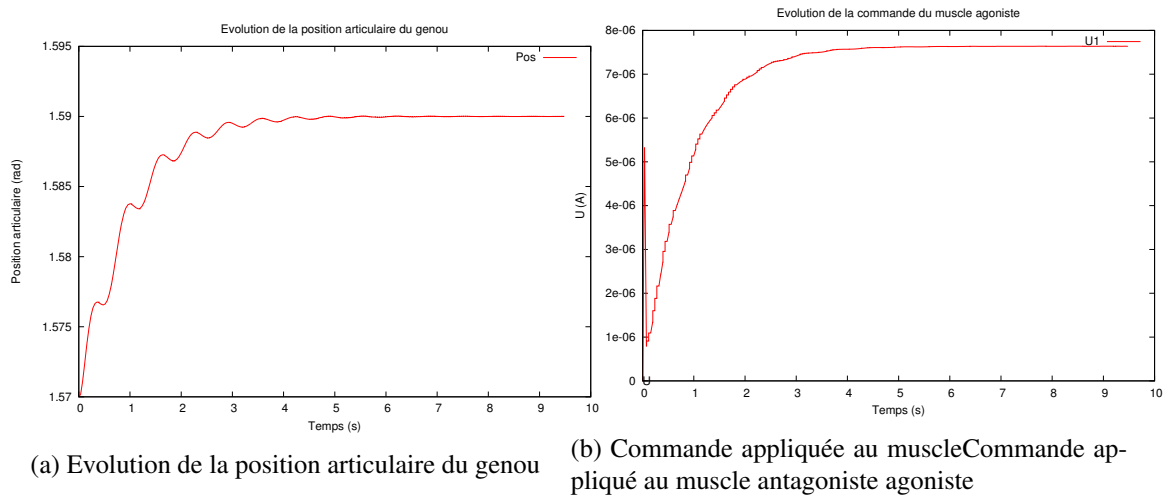 Evolution de la position articulaire du genou
1.595
Pos
1.59
1.585
1.58
1.575
1.57
Position articulaire (rad)
0 1 2 3 4 5 6 7 8 9 10
Temps (s)
Evolution de la commande du muscle agoniste
8e-06
U1
7e-06
6e-06
5e-06
4e-06
3e-06
2e-06
1e-06
0
U (A)
0 1 2 3 4 5 6 7 8 9 10
Temps (s)
(a) Evolution de la position articulaire du genou
(b) Commande appliquée au muscleCommande ap-
pliqué au muscle antagoniste agoniste